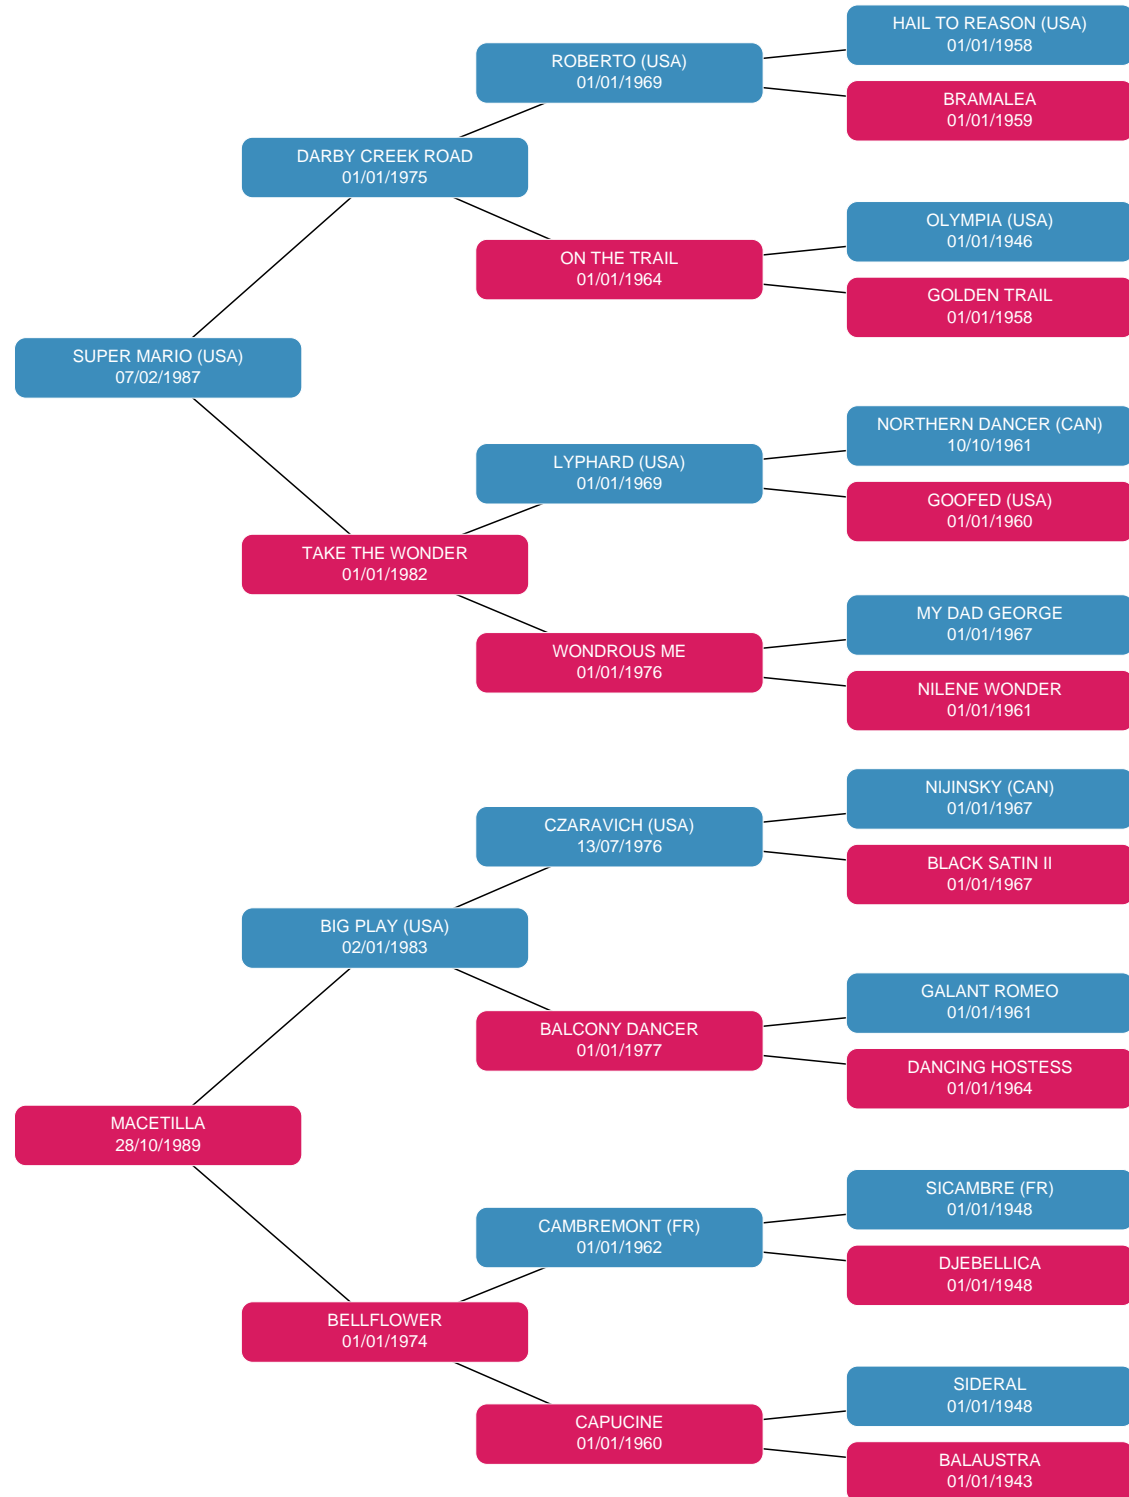 HAIL TO REASON (USA)
01/01/1958
ROBERTO (USA)
01/01/1969
BRAMALEA
01/01/1959
DARBY CREEK ROAD
01/01/1975
OLYMPIA (USA)
01/01/1946
ON THE TRAIL
01/01/1964
GOLDEN TRAIL
01/01/1958
SUPER MARIO (USA)
07/02/1987
NORTHERN DANCER (CAN)
10/10/1961
LYPHARD (USA)
01/01/1969
GOOFED (USA)
01/01/1960
TAKE THE WONDER
01/01/1982
MY DAD GEORGE
01/01/1967
WONDROUS ME
01/01/1976
NILENE WONDER
01/01/1961
NIJINSKY (CAN)
01/01/1967
CZARAVICH (USA)
13/07/1976
BLACK SATIN II
01/01/1967
BIG PLAY (USA)
02/01/1983
GALANT ROMEO
01/01/1961
BALCONY DANCER
01/01/1977
DANCING HOSTESS
01/01/1964
MACETILLA
28/10/1989
SICAMBRE (FR)
01/01/1948
CAMBREMONT (FR)
01/01/1962
DJEBELLICA
01/01/1948
BELLFLOWER
01/01/1974
SIDERAL
01/01/1948
CAPUCINE
01/01/1960
BALAUSTRA
01/01/1943